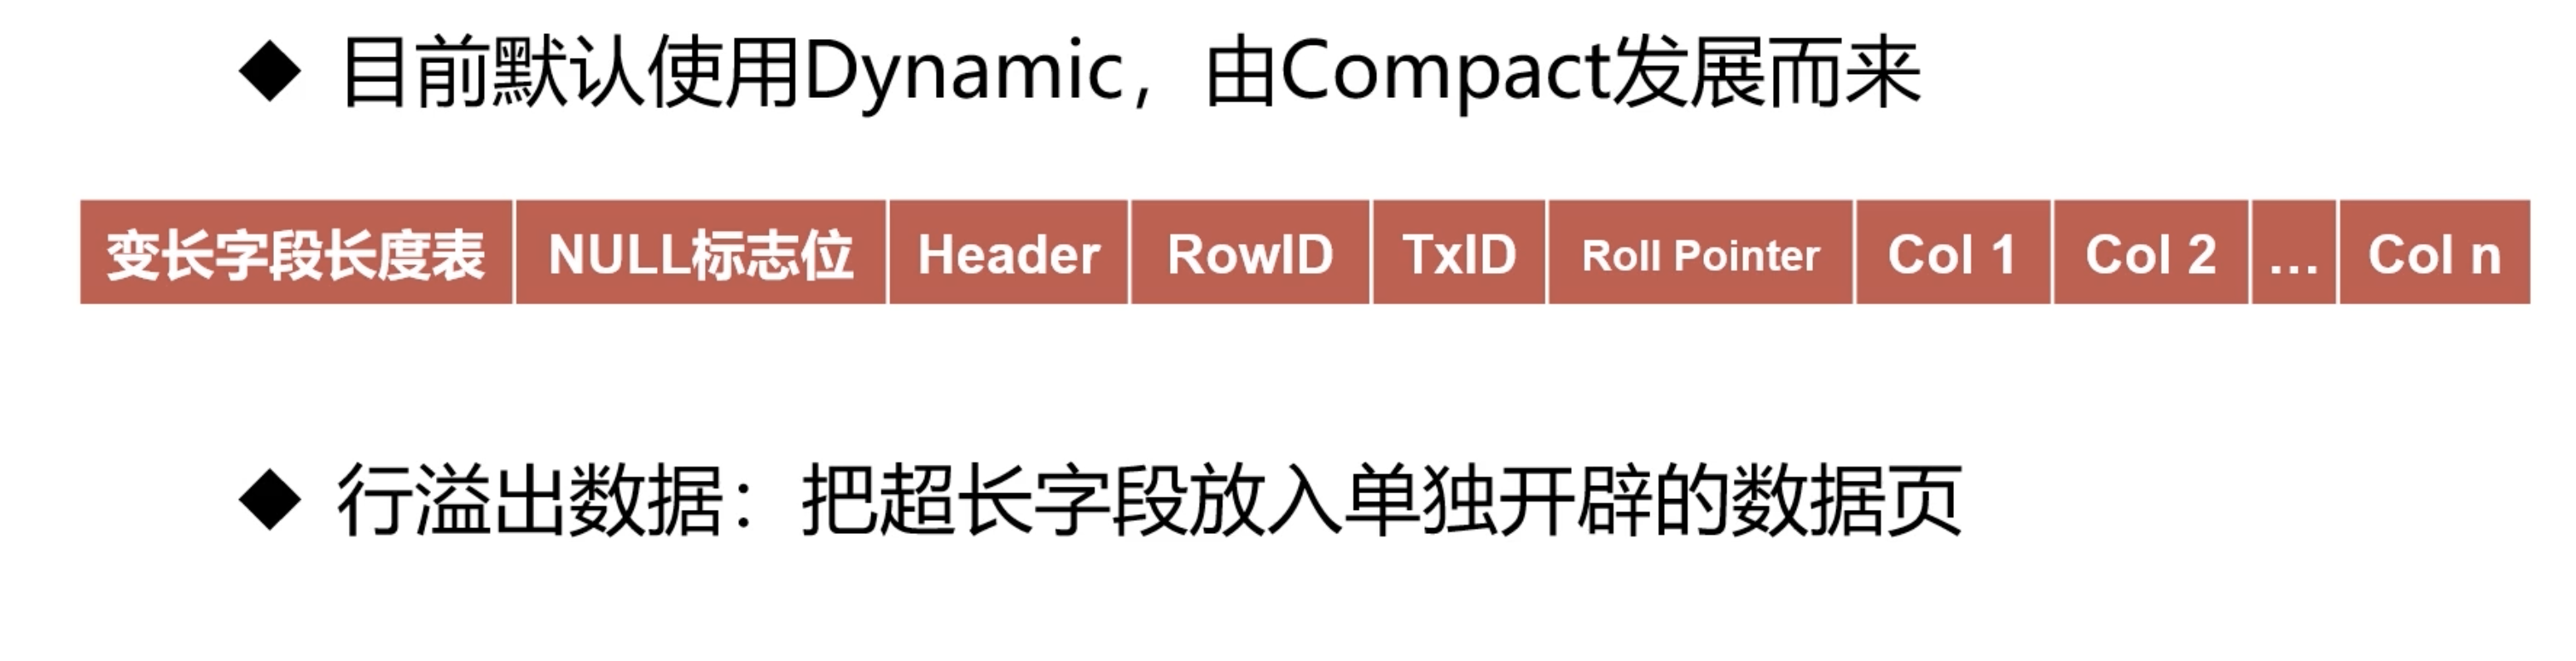 ◆ 目前默认使用Dynamic，由Compact发展而来
变长字段长度表 NULL标志位 Header RowID TxID Roll Pointer Col 1 Col 2 ... Col n
◆ 行溢出数据：把超长字段放入单独开辟的数据页